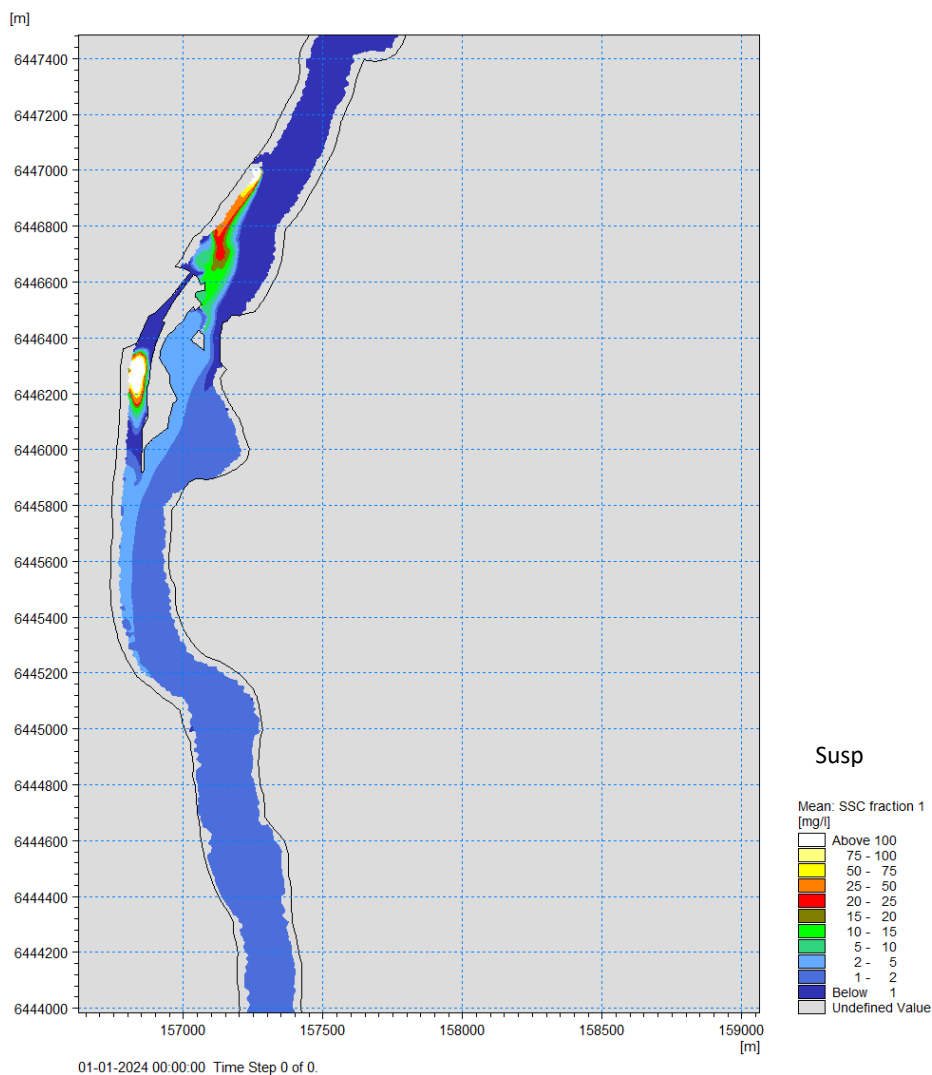 [m]
6447400
6447200
6447000
6446800
6446600
6446400
6446200
6446000
6445800
6445600
6445400
6445200
6445000
6444800
6444600
6444400
6444200
6444000
157000 157500 158000 158500 159000
[m]
01-01-2024 00:00:00 Time Step 0 of 0.
Susp
Mean: SSC fraction 1
[mg/l]
Above 100
75 - 100
50 - 75
25 - 50
20 - 25
15 - 20
10 - 15
5 - 10
2 - 5
1 - 2
Below 1
Undefined Value